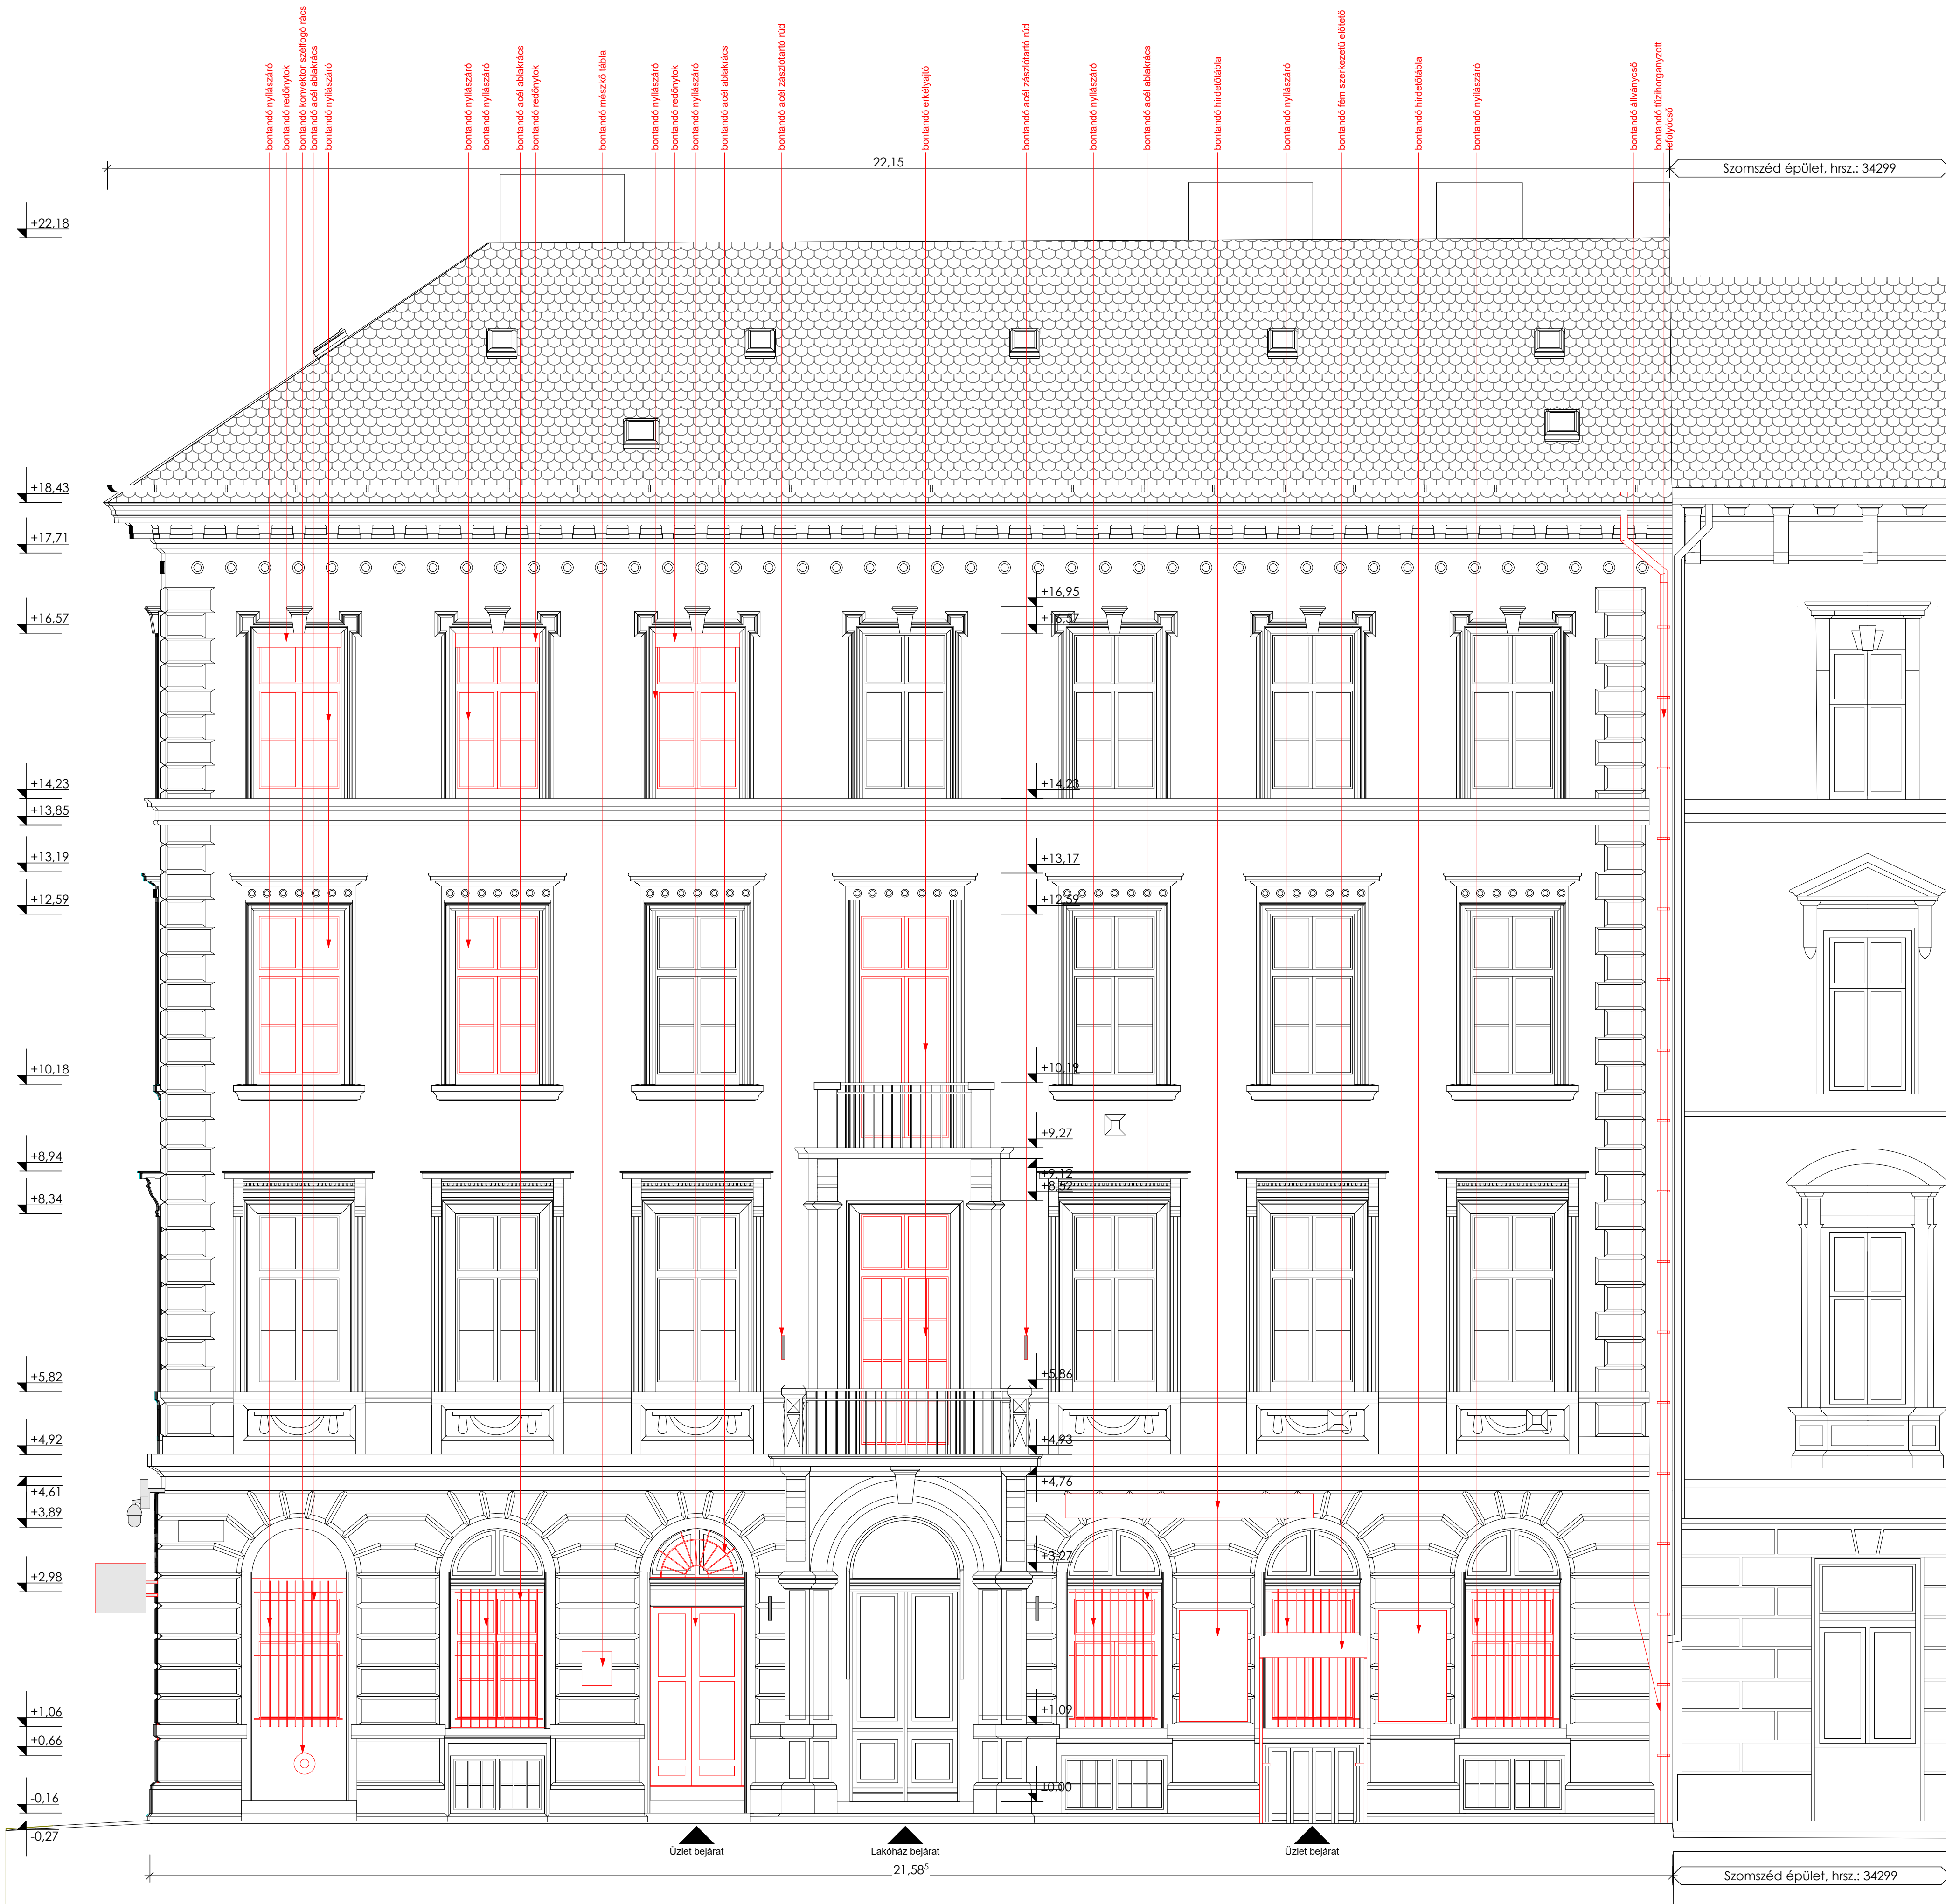 bontandó nyílászáró
bontandó redőnytok
bontandó konvektor szélfogó rács
bontandó acél ablakrács
bontandó nyílászáró
bontandó nyílászáró
bontandó nyílászáró
bontandó acél ablakrács
bontandó redőnytok
bontandó mészkő tábla
bontandó nyílászáró
bontandó redőnytok
bontandó nyílászáró
bontandó acél ablakrács
bontandó acél zászlótartó rúd
bontandó erkélyajtó
bontandó acél zászlótartó rúd
bontandó nyílászáró
bontandó acél ablakrács
bontandó hirdetőtábla
bontandó nyílászáró
bontandó fém szerkezetű előtető
bontandó hirdetőtábla
bontandó nyílászáró
bontandó állványcső
bontandó tűzihorganyzott
lefolyócső
22,15
Szomszéd épület, hrsz.: 34299
+22,18
+18,43
+17,71
+16,57
+14,23
+13,85
+13,19
+12,59
+10,18
+8,94
+8,34
+5,82
+4,92
+4,61
+3,89
+2,98
+1,06
+0,66
-0,16
-0,27
+16,95
+16,57
+14,23
+13,17
+12,59
+10,19
+9,27
+9,12
+8,52
+5,86
+4,93
+4,76
+3,27
+1,09
±0,00
Üzlet bejárat
Lakóház bejárat
Üzlet bejárat
21,58⁵
Szomszéd épület, hrsz.: 34299